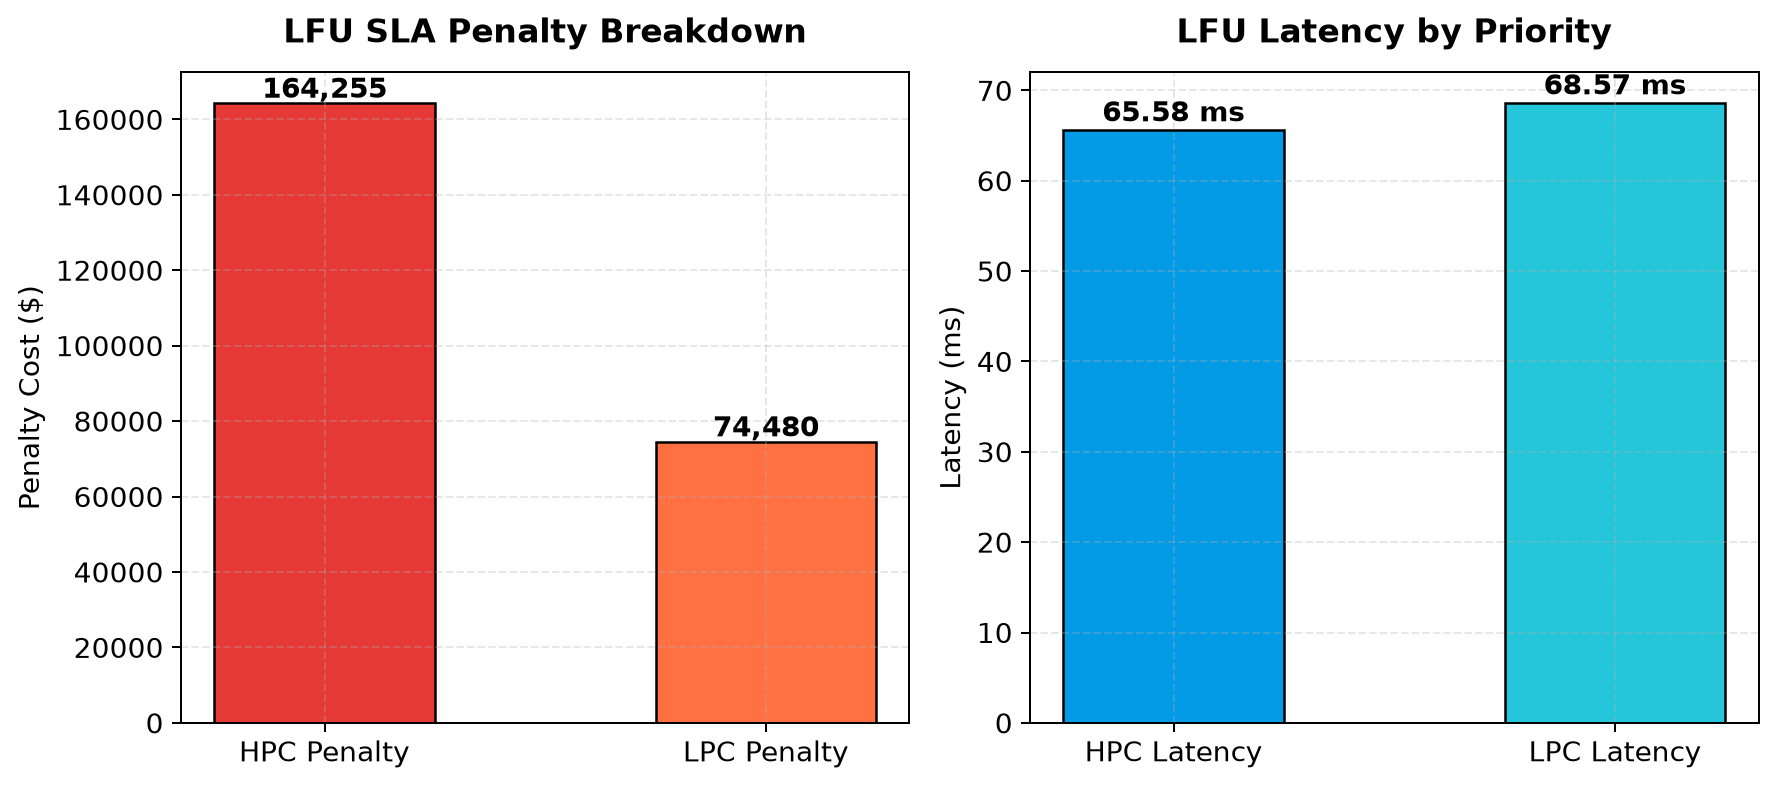 LFU SLA Penalty Breakdown
164,255
74,480
160000
140000
120000
100000
80000
60000
40000
20000
0
Penalty Cost ($)
HPC Penalty
LPC Penalty
LFU Latency by Priority
65.58 ms
68.57 ms
70
60
50
40
30
20
10
0
Latency (ms)
HPC Latency
LPC Latency